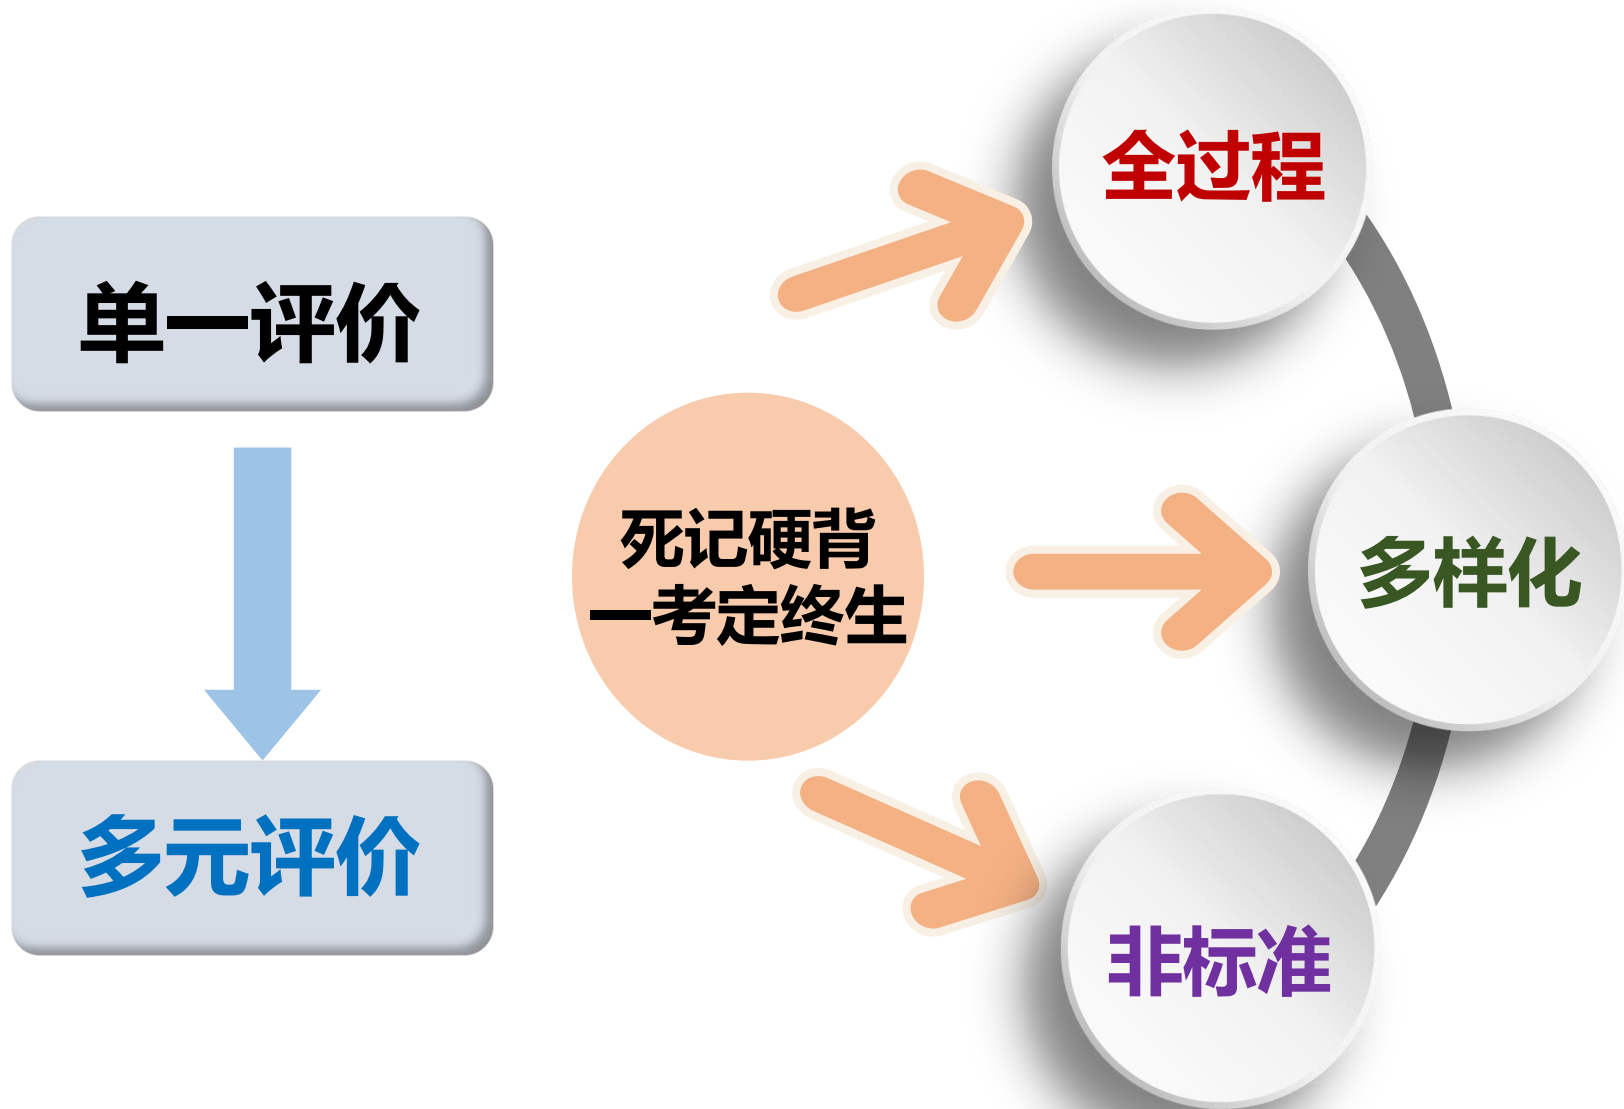 单一评价
多元评价
死记硬背
一考定终生
全过程
多样化
非标准